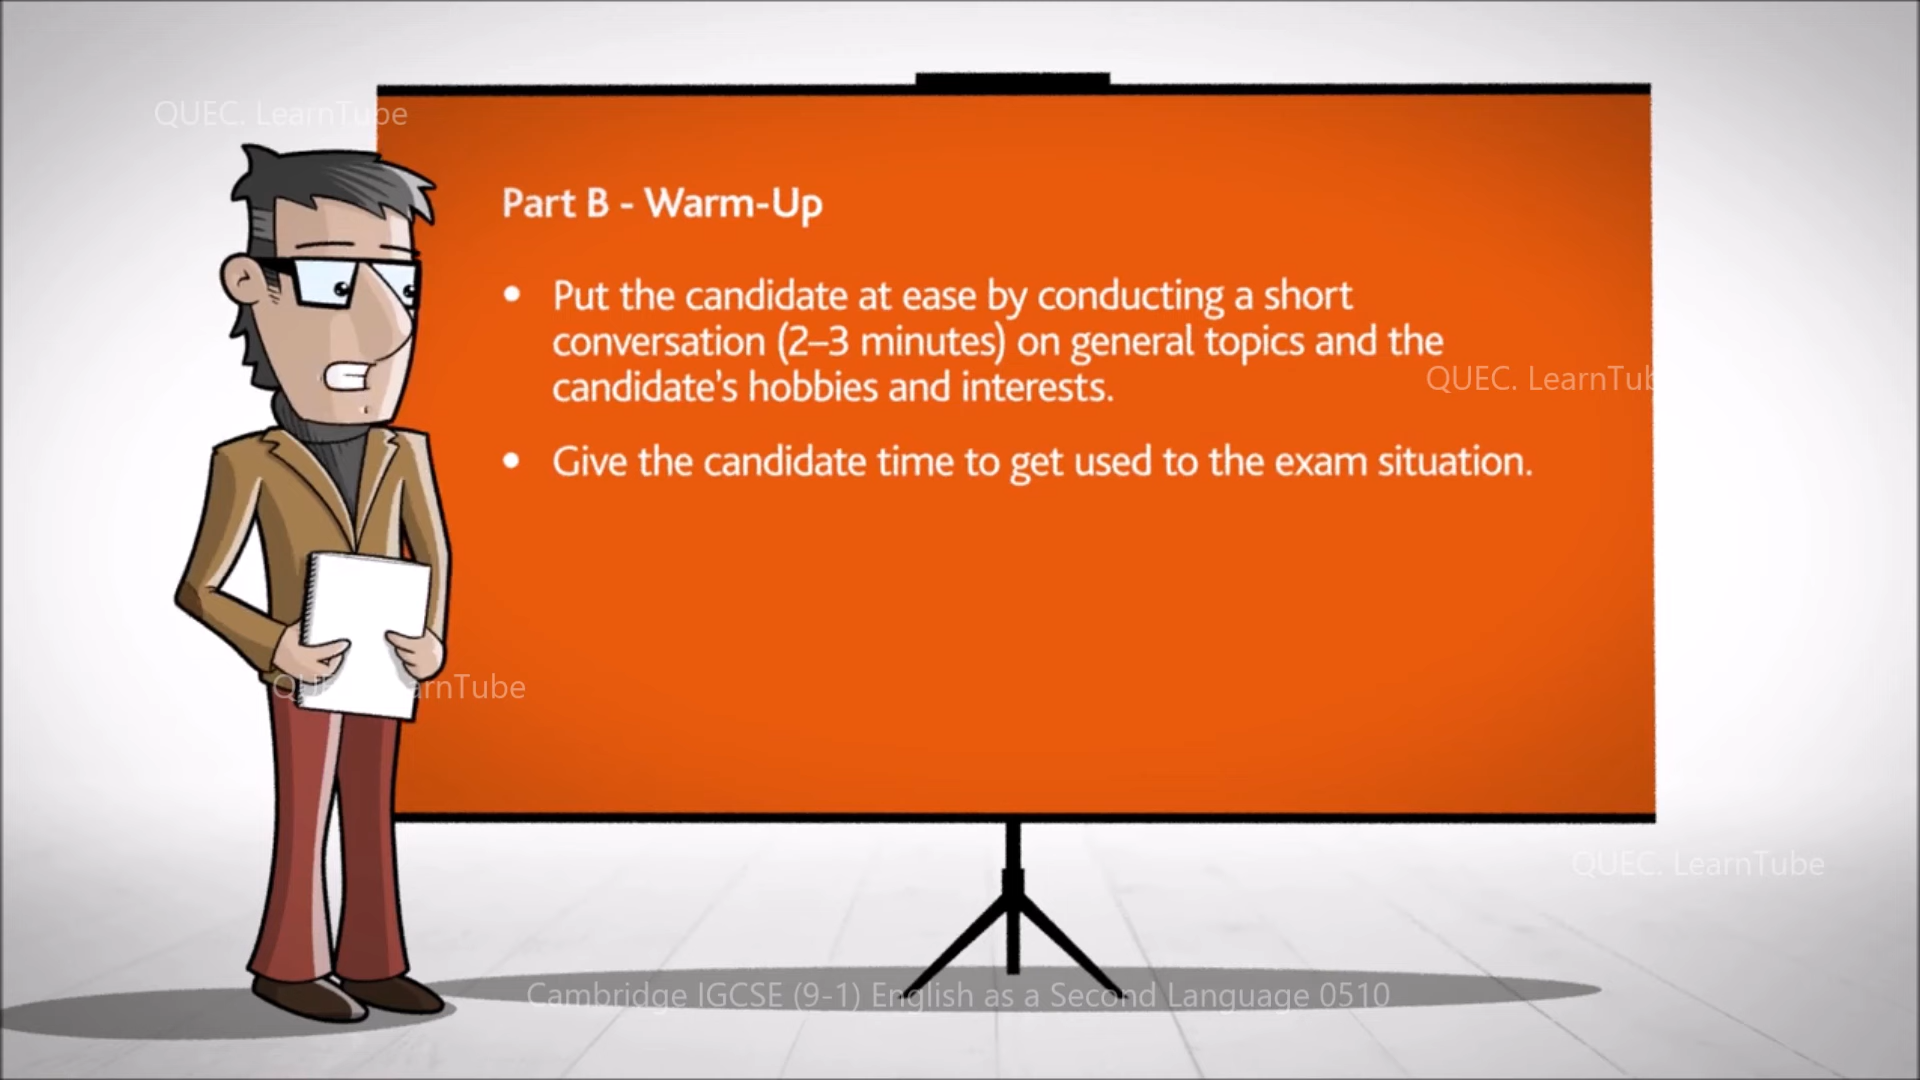 QUEC. LearnTube
Part B - Warm-Up
• Put the candidate at ease by conducting a short
conversation (2–3 minutes) on general topics and the
candidate's hobbies and interests.
QUEC. LearnTub
• Give the candidate time to get used to the exam situation.
QUEC. LearnTube
Cambridge IGCSE (9-1) English as a Second Language 0510